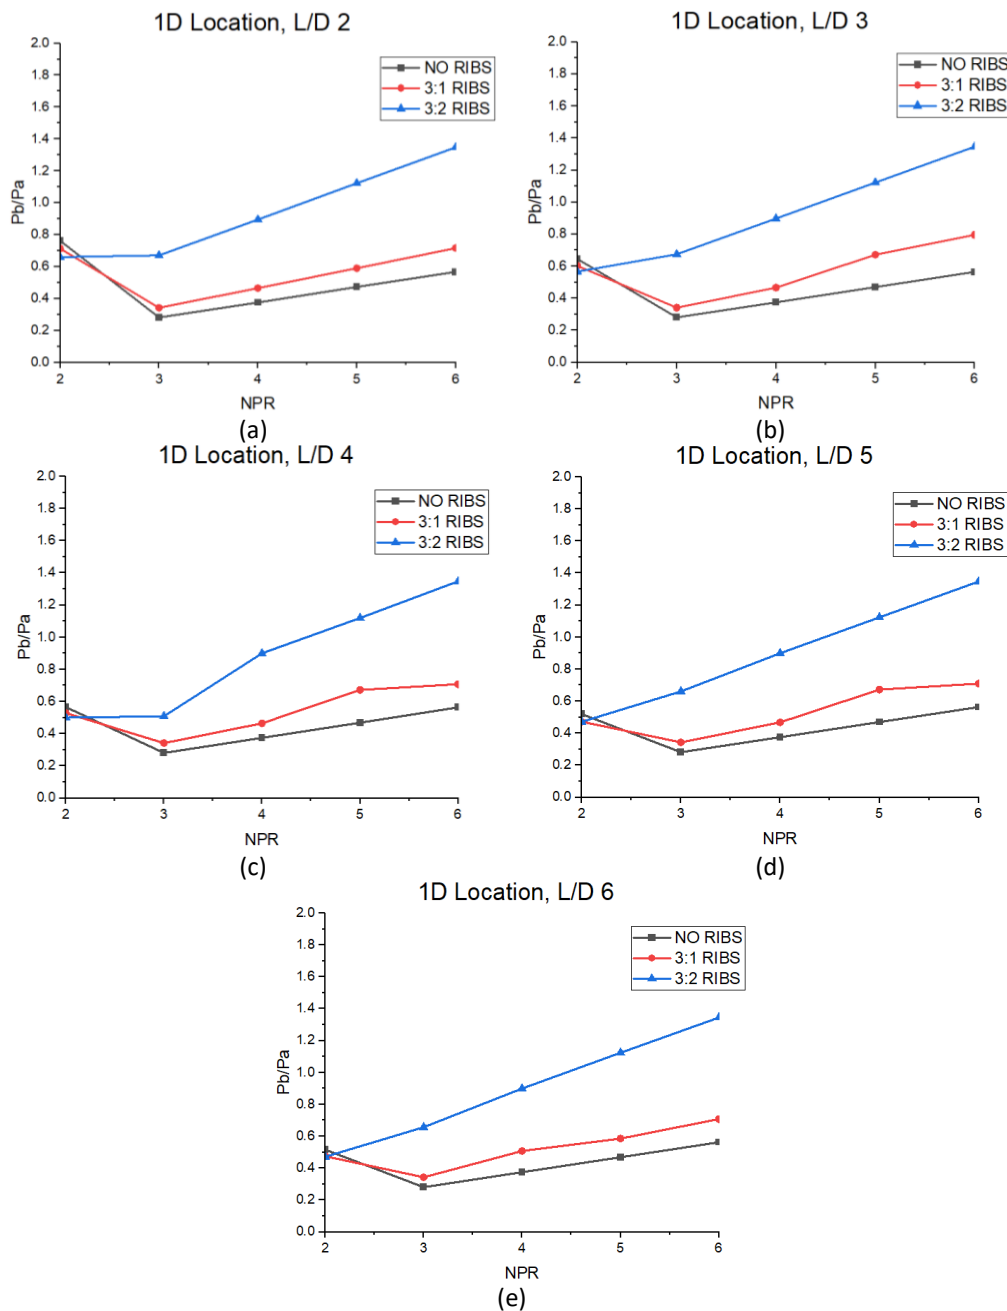 1D Location, L/D 2
2.0
1.8
1.6
1.4
1.2
1.0
0.8
0.6
0.4
0.2
0.0
Pb/Pa
NO RIBS
3:1 RIBS
3:2 RIBS
2 3 4 5 6
NPR
(a)
1D Location, L/D 3
2.0
1.8
1.6
1.4
1.2
1.0
0.8
0.6
0.4
0.2
0.0
Pb/Pa
NO RIBS
3:1 RIBS
3:2 RIBS
2 3 4 5 6
NPR
(b)
1D Location, L/D 4
2.0
1.8
1.6
1.4
1.2
1.0
0.8
0.6
0.4
0.2
0.0
Pb/Pa
NO RIBS
3:1 RIBS
3:2 RIBS
2 3 4 5 6
NPR
(c)
1D Location, L/D 5
2.0
1.8
1.6
1.4
1.2
1.0
0.8
0.6
0.4
0.2
0.0
Pb/Pa
NO RIBS
3:1 RIBS
3:2 RIBS
2 3 4 5 6
NPR
(d)
1D Location, L/D 6
2.0
1.8
1.6
1.4
1.2
1.0
0.8
0.6
0.4
0.2
0.0
Pb/Pa
NO RIBS
3:1 RIBS
3:2 RIBS
2 3 4 5 6
NPR
(e)